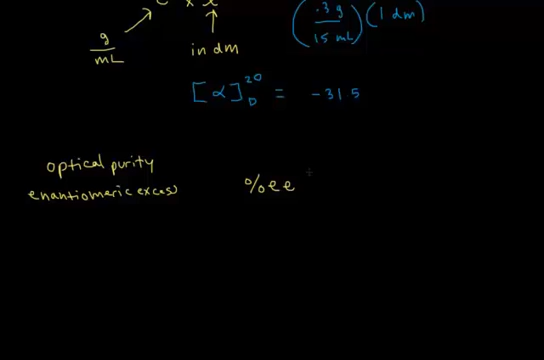 c x l
g/mL
in dm
(.3 g/15 mL)(1 dm)
[α]20D = -31 5
optical purity
enantiomeric excess
%ee